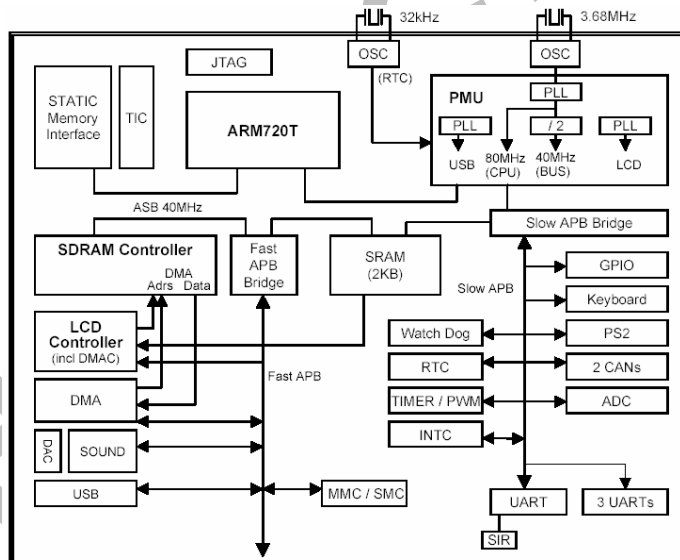 32kHz
3.68MHz
OSC
OSC
(RTC)
JTAG
STATIC
Memory
Interface
TIC
ARM720T
PMU
PLL
PLL
/ 2
PLL
USB
80MHz
(CPU)
40MHz
(BUS)
LCD
ASB 40MHz
Slow APB Bridge
SDRAM Controller
DMA
Adrs Data
Fast
APB
Bridge
SRAM
(2KB)
Slow APB
GPIO
Keyboard
LCD
Controller
(incl DMAC)
Watch Dog
PS2
Fast APB
RTC
2 CANs
DMA
TIMER / PWM
ADC
INTC
DAC
SOUND
USB
MMC / SMC
UART
3 UARTs
SIR